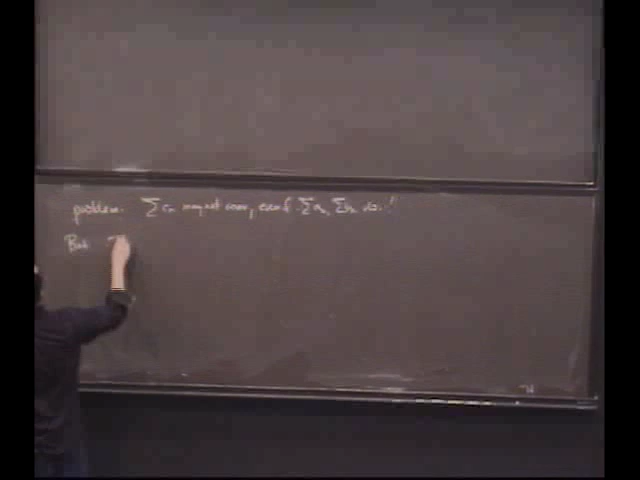 problem: ∑ cₙ may not conv, even if ∑ aₙ, ∑ bₙ do!
But